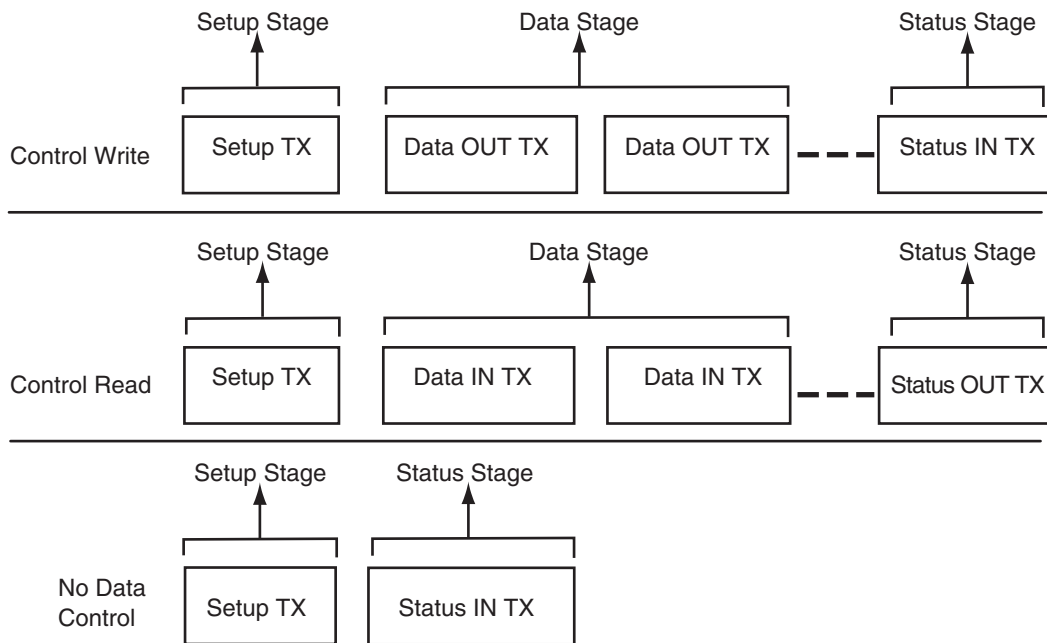 Setup Stage Data Stage Status Stage
Control Write Setup TX Data OUT TX Data OUT TX Status IN TX
Setup Stage Data Stage Status Stage
Control Read Setup TX Data IN TX Data IN TX Status OUT TX
Setup Stage Status Stage
No Data
Control Setup TX Status IN TX